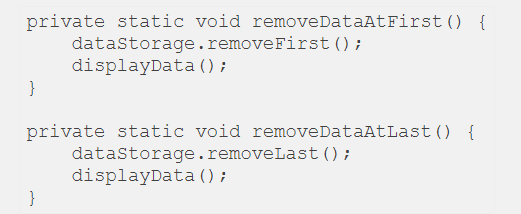 private static void removeDataAtFirst() {
    dataStorage.removeFirst();
    displayData();
}
private static void removeDataAtLast() {
    dataStorage.removeLast();
    displayData();
}